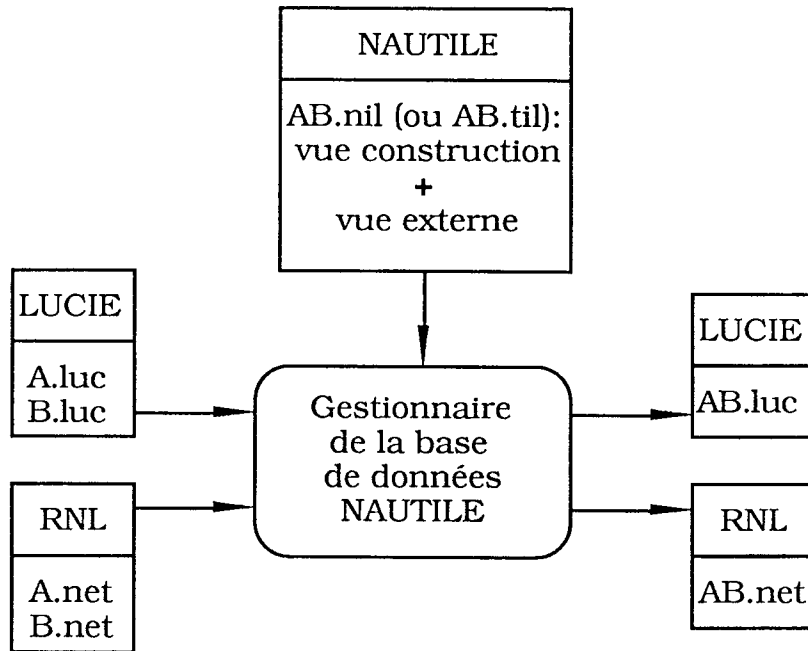 NAUTILE
AB.nil (ou AB.til):
vue construction
+
vue externe
LUCIE
A.luc
B.luc
RNL
A.net
B.net
Gestionnaire
de la base
de données
NAUTILE
LUCIE
AB.luc
RNL
AB.net